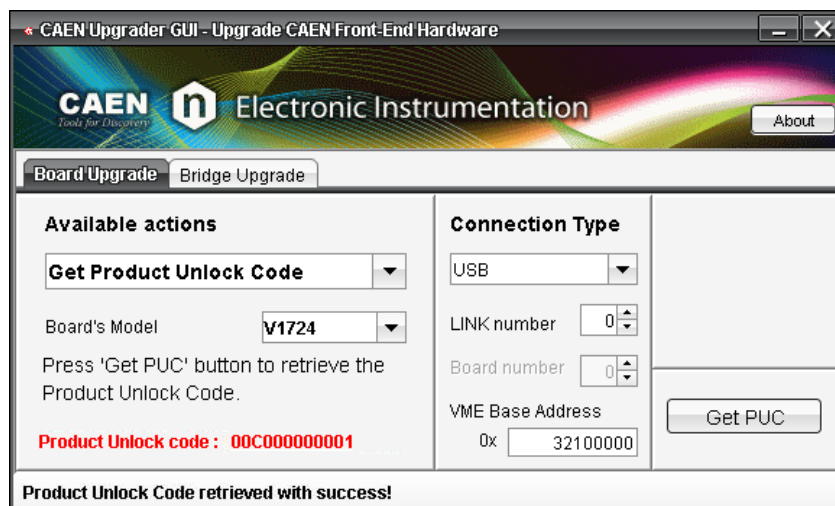 CAEN Upgrader GUI - Upgrade CAEN Front-End Hardware
CAEN n Electronic Instrumentation
Tools for Discovery
About
Board Upgrade Bridge Upgrade
Available actions
Get Product Unlock Code
Board's Model V1724
Press 'Get PUC' button to retrieve the
Product Unlock Code.
Product Unlock code : 00C000000001
Connection Type
USB
LINK number 0
Board number 0
VME Base Address
0x 32100000
Get PUC
Product Unlock Code retrieved with success!